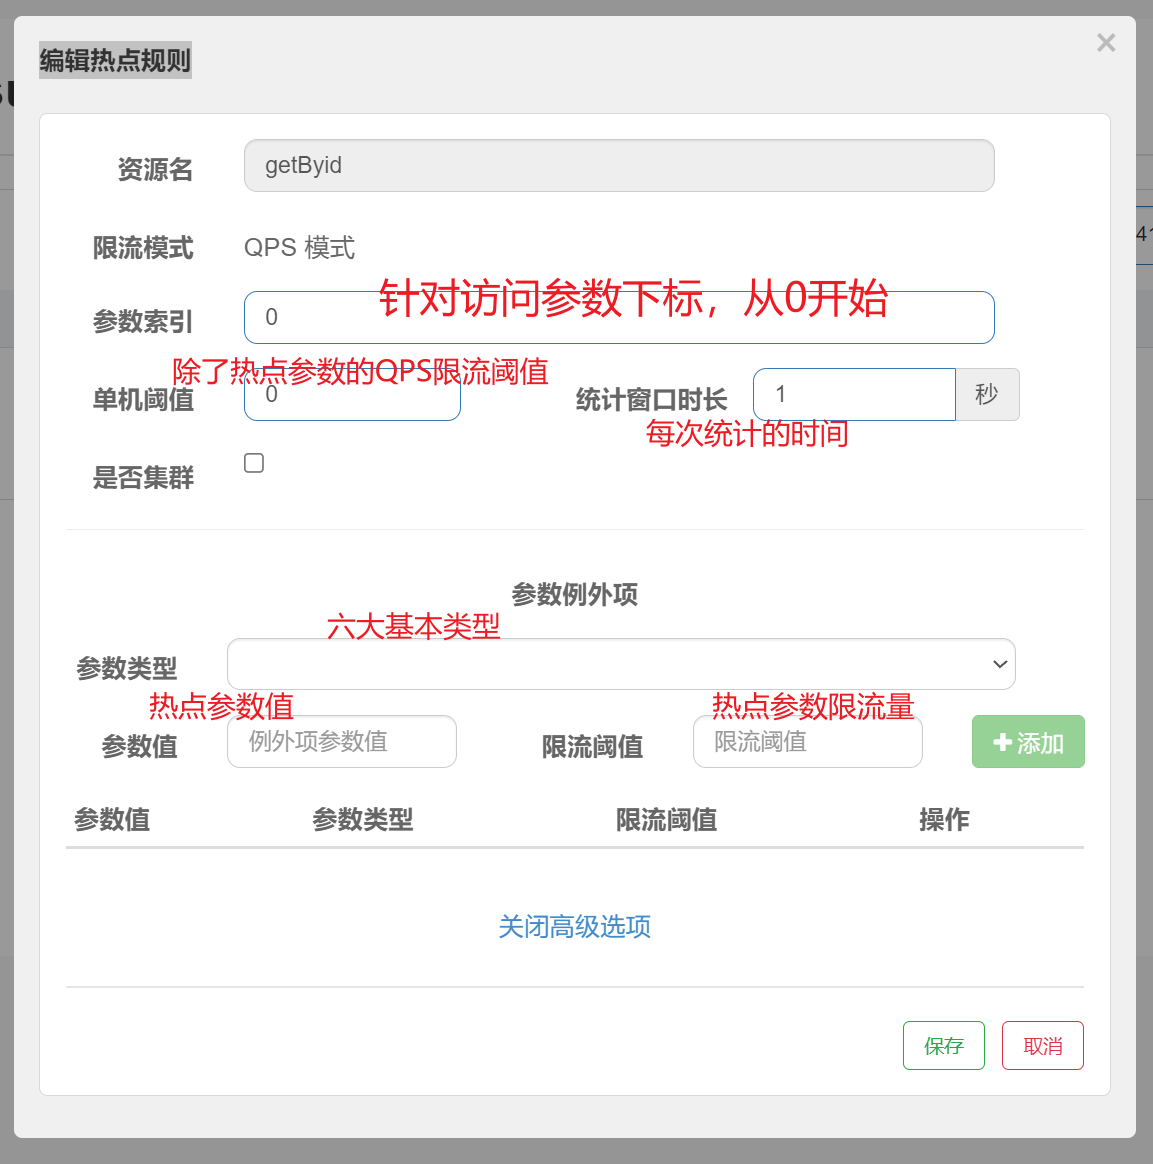 编辑热点规则
×
资源名 getByid
限流模式 QPS 模式
针对访问参数下标，从0开始
参数索引 0
除了热点参数的QPS限流阈值
单机阈值 0 统计窗口时长 1 秒
每次统计的时间
是否集群
参数例外项
六大基本类型
参数类型
热点参数值 热点参数限流量
参数值 例外项参数值 限流阈值 限流阈值 添加
参数值 参数类型 限流阈值 操作
关闭高级选项
保存 取消